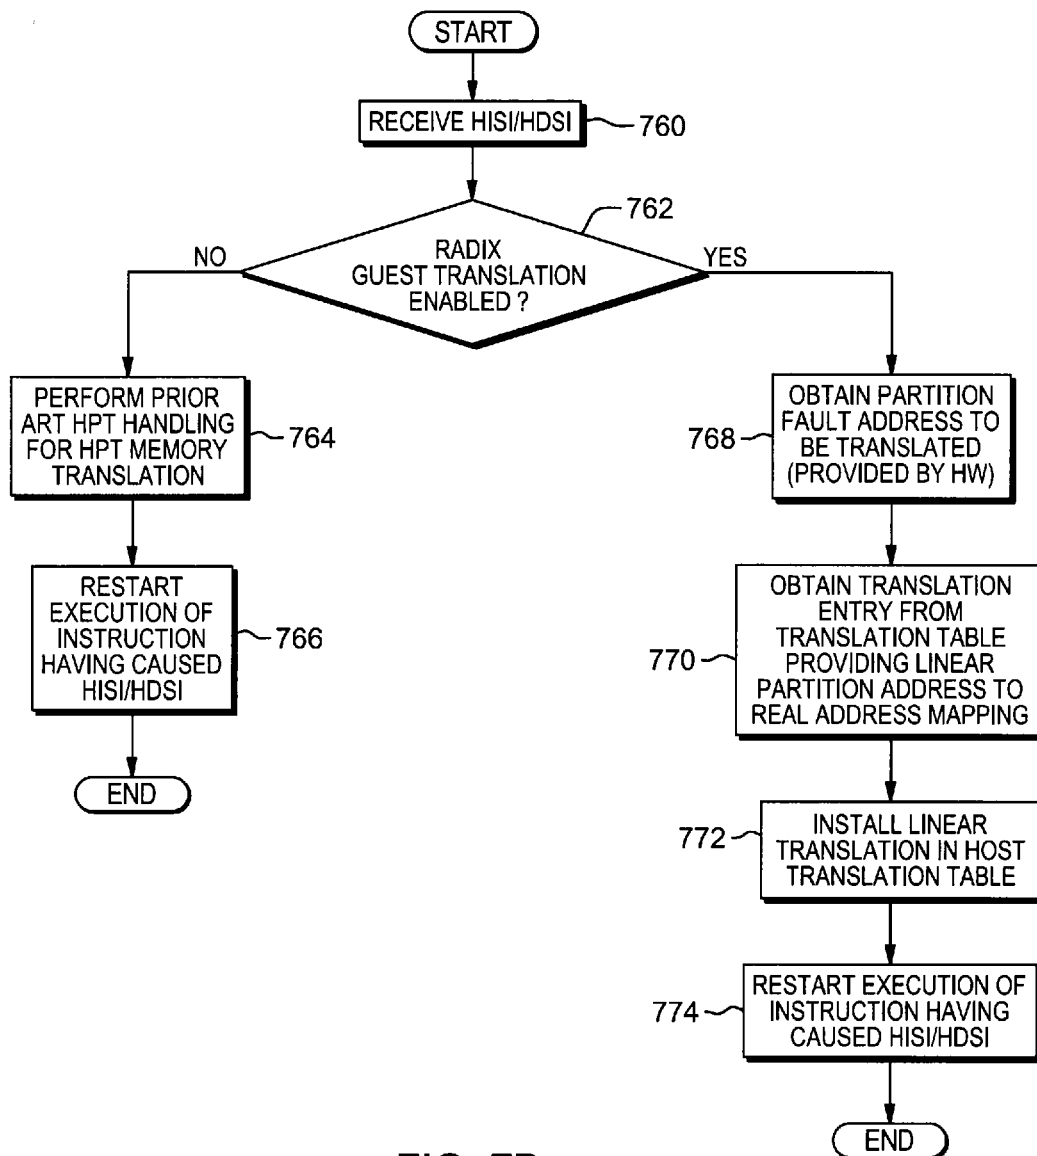 START
RECEIVE HISI/HDSI
760
762
RADIX
GUEST TRANSLATION
ENABLED ?
NO
YES
PERFORM PRIOR
ART HPT HANDLING
FOR HPT MEMORY
TRANSLATION
764
RESTART
EXECUTION OF
INSTRUCTION
HAVING CAUSED
HISI/HDSI
766
END
OBTAIN PARTITION
FAULT ADDRESS TO
BE TRANSLATED
(PROVIDED BY HW)
768
OBTAIN TRANSLATION
ENTRY FROM
TRANSLATION TABLE
PROVIDING LINEAR
PARTITION ADDRESS TO
REAL ADDRESS MAPPING
770
INSTALL LINEAR
TRANSLATION IN HOST
TRANSLATION TABLE
772
RESTART EXECUTION OF
INSTRUCTION HAVING
CAUSED HISI/HDSI
774
END